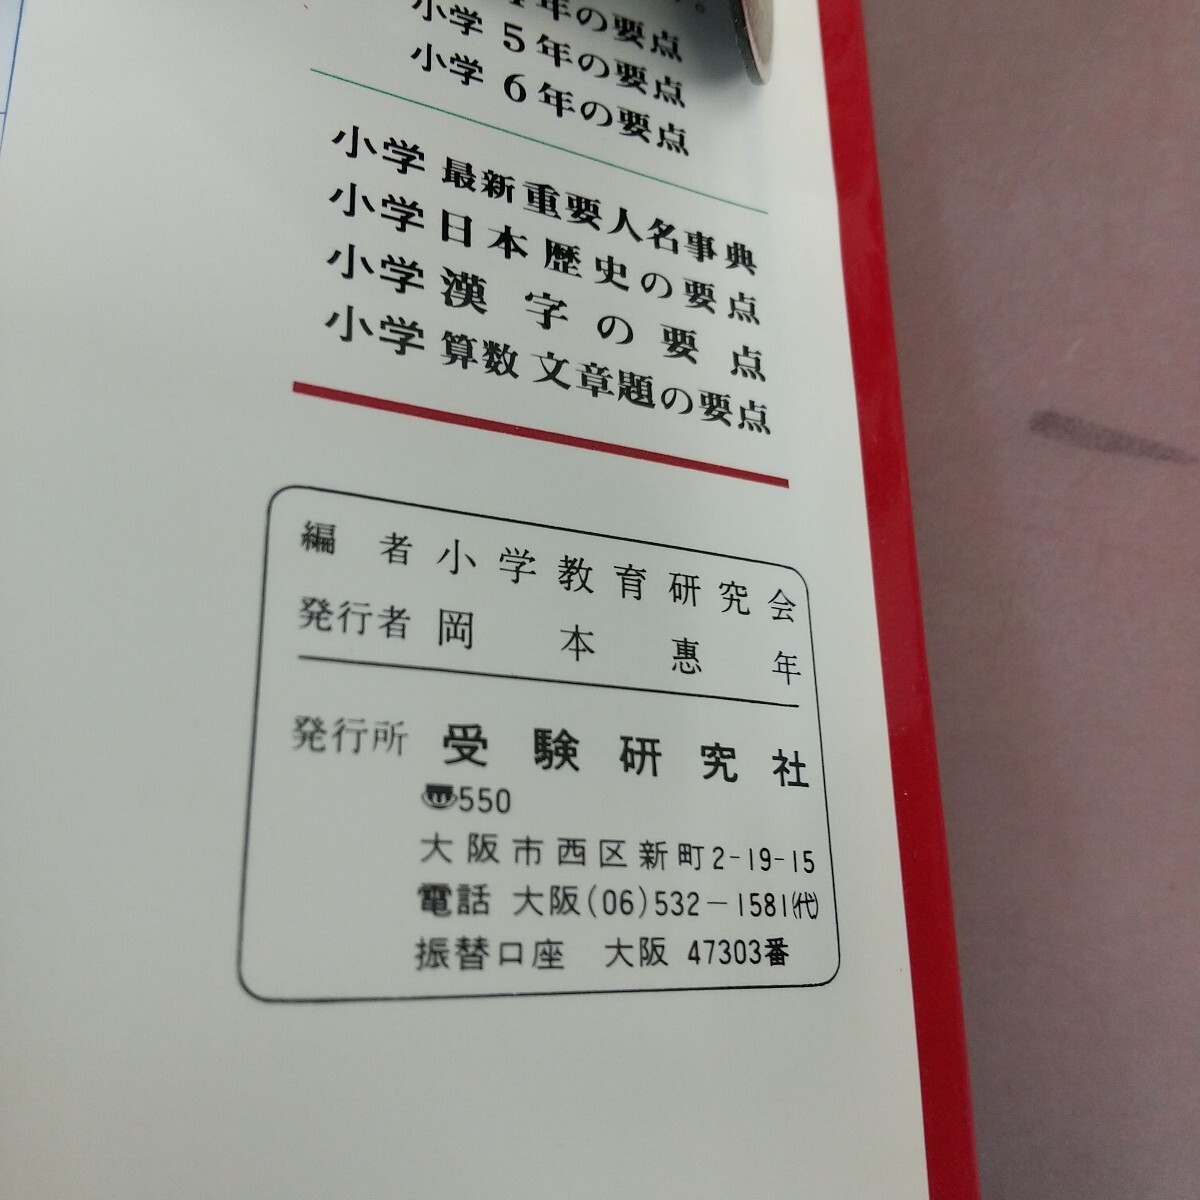 年の要点
小学 5年の要点
小学 6年の要点
小学 最新重要人名事典
小学 日本歴史の要点
小学 漢字の要点
小学 算数文章題の要点
編者 小学教育研究会
発行者 岡本惠年
発行所 受験研究社
〠550
大阪市西区新町2-19-15
電話 大阪(06)532-1581㈹
振替口座 大阪 47303番